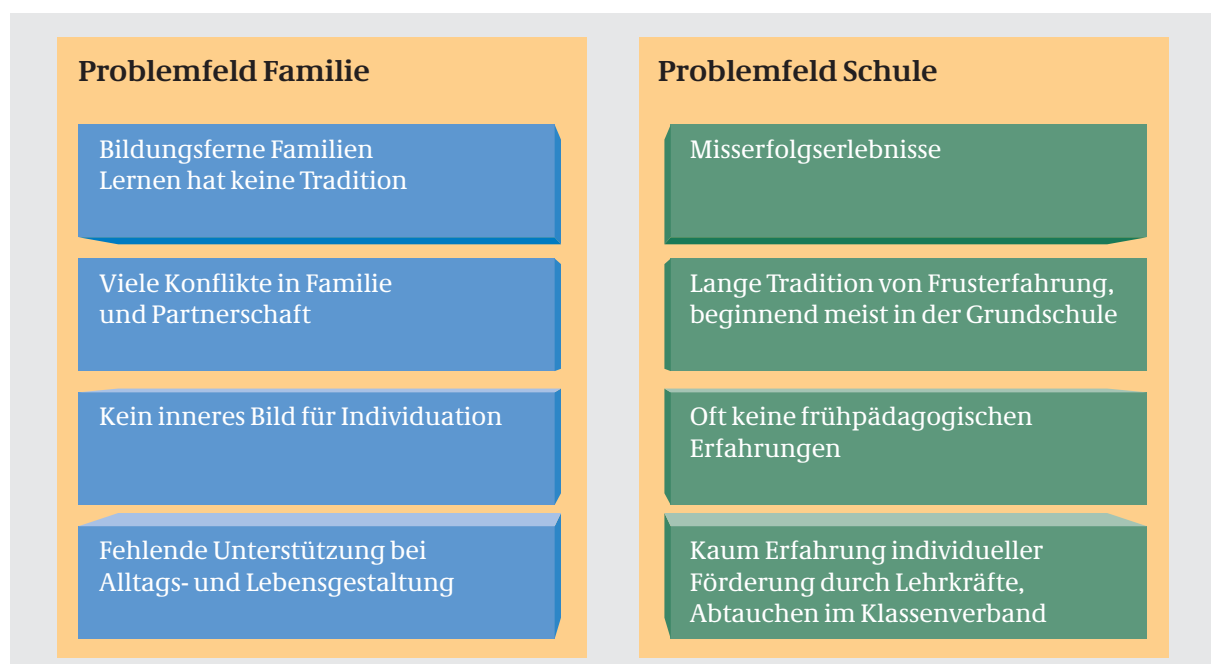 Problemfeld Familie
Bildungsferne Familien
Lernen hat keine Tradition
Viele Konflikte in Familie
und Partnerschaft
Kein inneres Bild für Individuation
Fehlende Unterstützung bei
Alltags- und Lebensgestaltung
Problemfeld Schule
Misserfolgserlebnisse
Lange Tradition von Frusterfahrung,
beginnend meist in der Grundschule
Oft keine frühpädagogischen
Erfahrungen
Kaum Erfahrung individueller
Förderung durch Lehrkräfte,
Abtauchen im Klassenverband